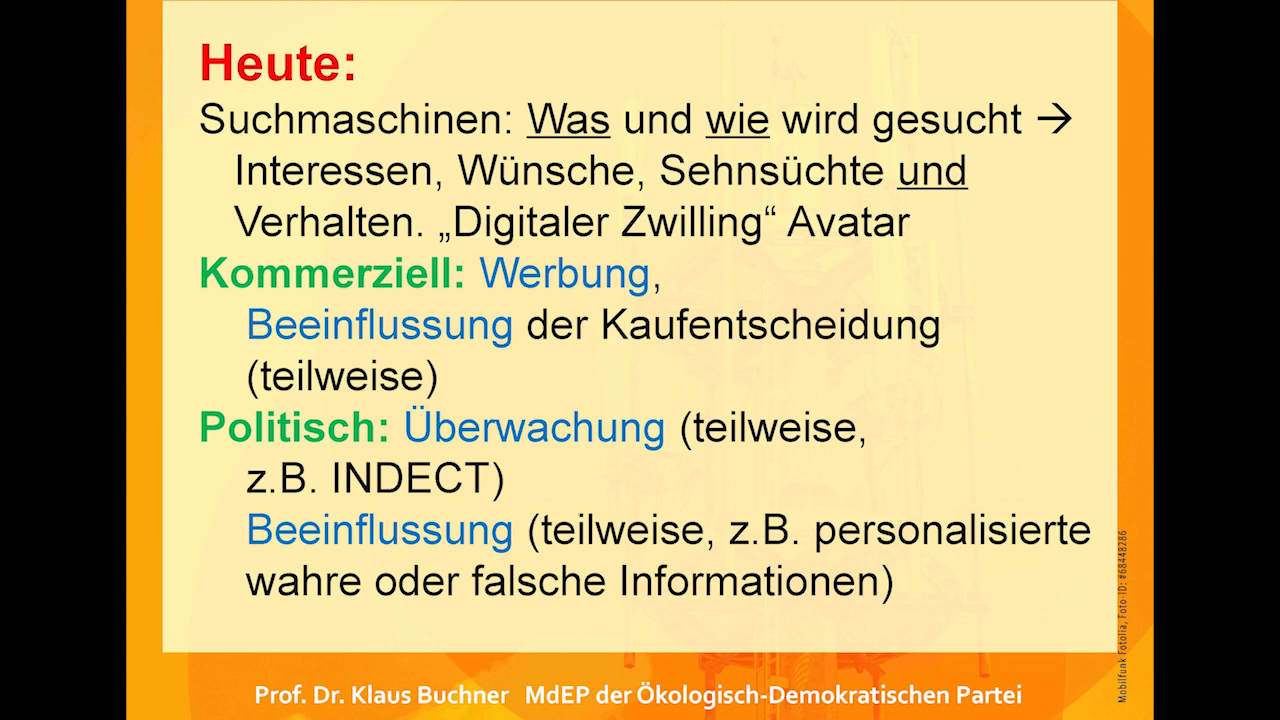 Heute:
Suchmaschinen: Was und wie wird gesucht →
Interessen, Wünsche, Sehnsüchte und
Verhalten. „Digitaler Zwilling“ Avatar
Kommerziell: Werbung,
Beeinflussung der Kaufentscheidung
(teilweise)
Politisch: Überwachung (teilweise,
z.B. INDECT)
Beeinflussung (teilweise, z.B. personalisierte
wahre oder falsche Informationen)
Mobilfunk Fotolia, Foto-ID: #68448286
Prof. Dr. Klaus Buchner MdEP der Ökologisch-Demokratischen Partei